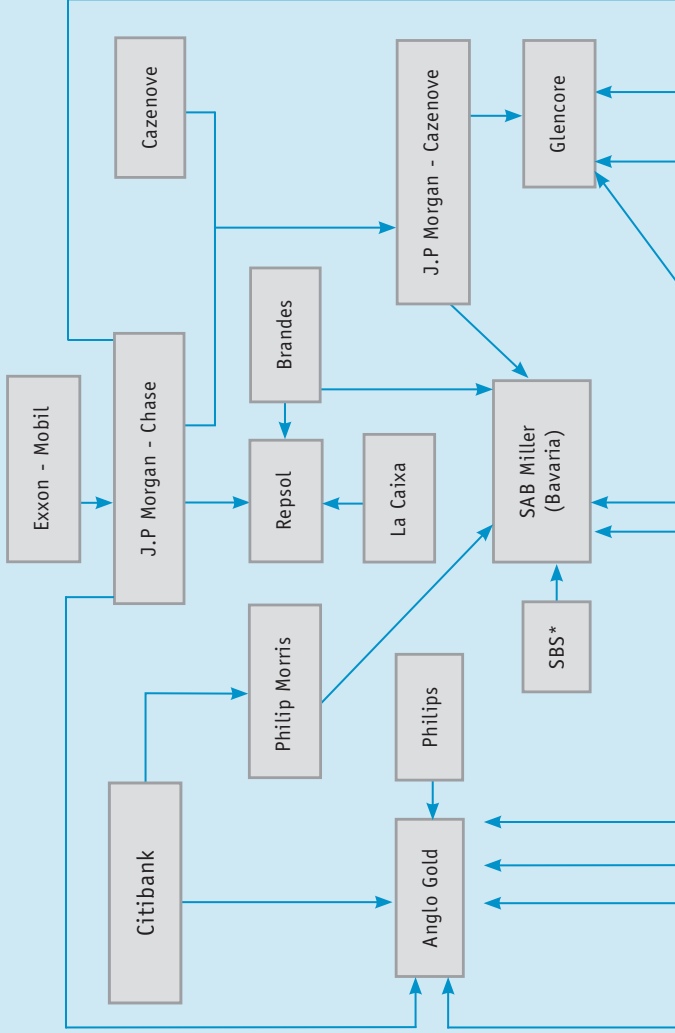 Exxon - Mobil
Citibank
J.P Morgan - Chase
Cazenove
Philip Morris
Repsol
Brandes
Philips
La Caixa
Anglo Gold
J.P Morgan - Cazenove
SBS*
SAB Miller
(Bavaria)
Glencore